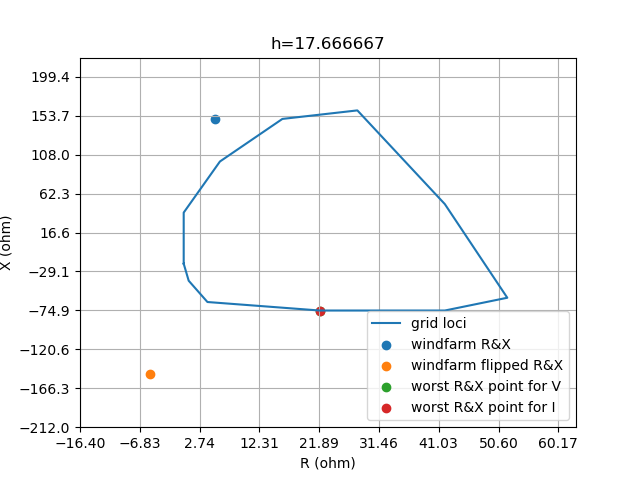 h=17.666667
199.4
153.7
108.0
62.3
16.6
−29.1
−74.9
−120.6
−166.3
−212.0
X (ohm)
grid loci
windfarm R&X
windfarm flipped R&X
worst R&X point for V
worst R&X point for I
−16.40 −6.83 2.74 12.31 21.89 31.46 41.03 50.60 60.17
R (ohm)